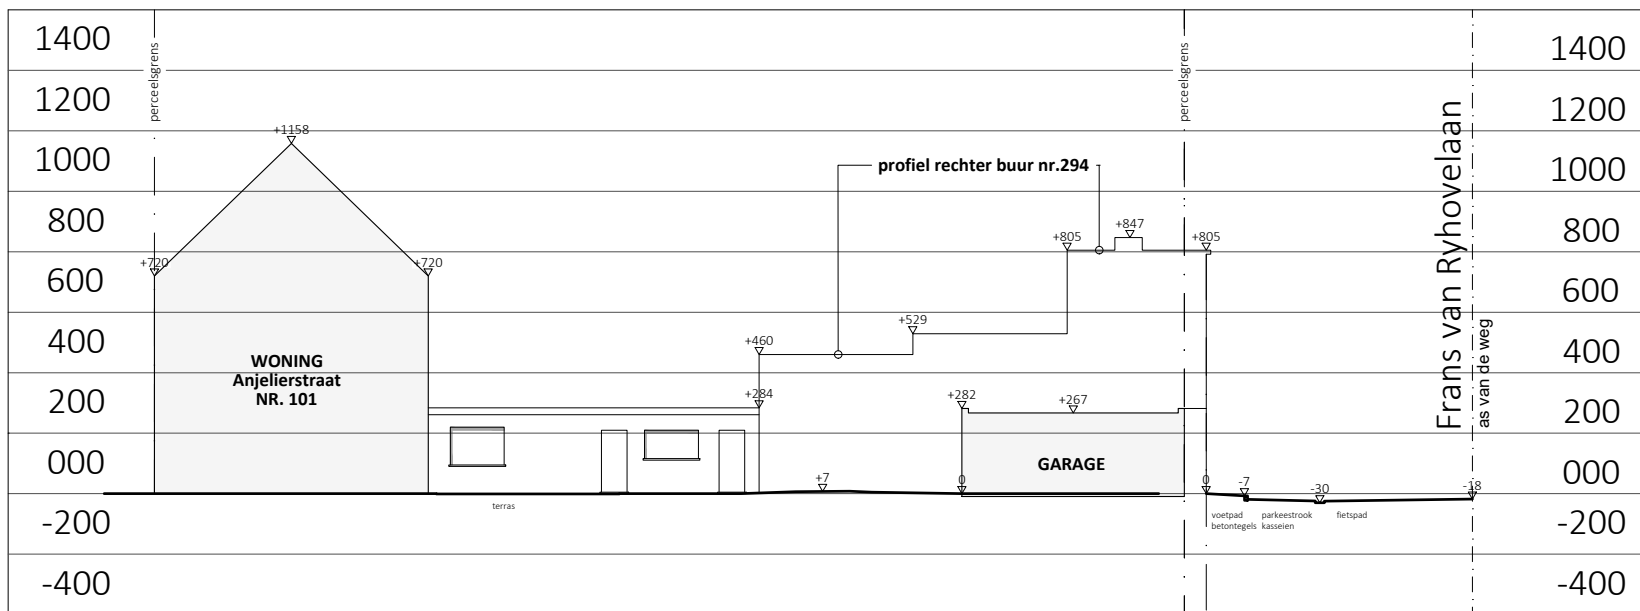 1400
1200
1000
800
600
400
200
000
-200
-400
perceelsgrens
+1158
+720
+720
WONING
Anjelierstraat
NR. 101
terras
profiel rechter buur nr.294
+847
+805
+805
+529
+460
+284
+282
+267
GARAGE
+7
0
0
-7
-30
-18
voetpad
betontegels
parkeestrook
kasseien
fietspad
perceelsgrens
Frans van Ryhovelaan
as van de weg
1400
1200
1000
800
600
400
200
000
-200
-400